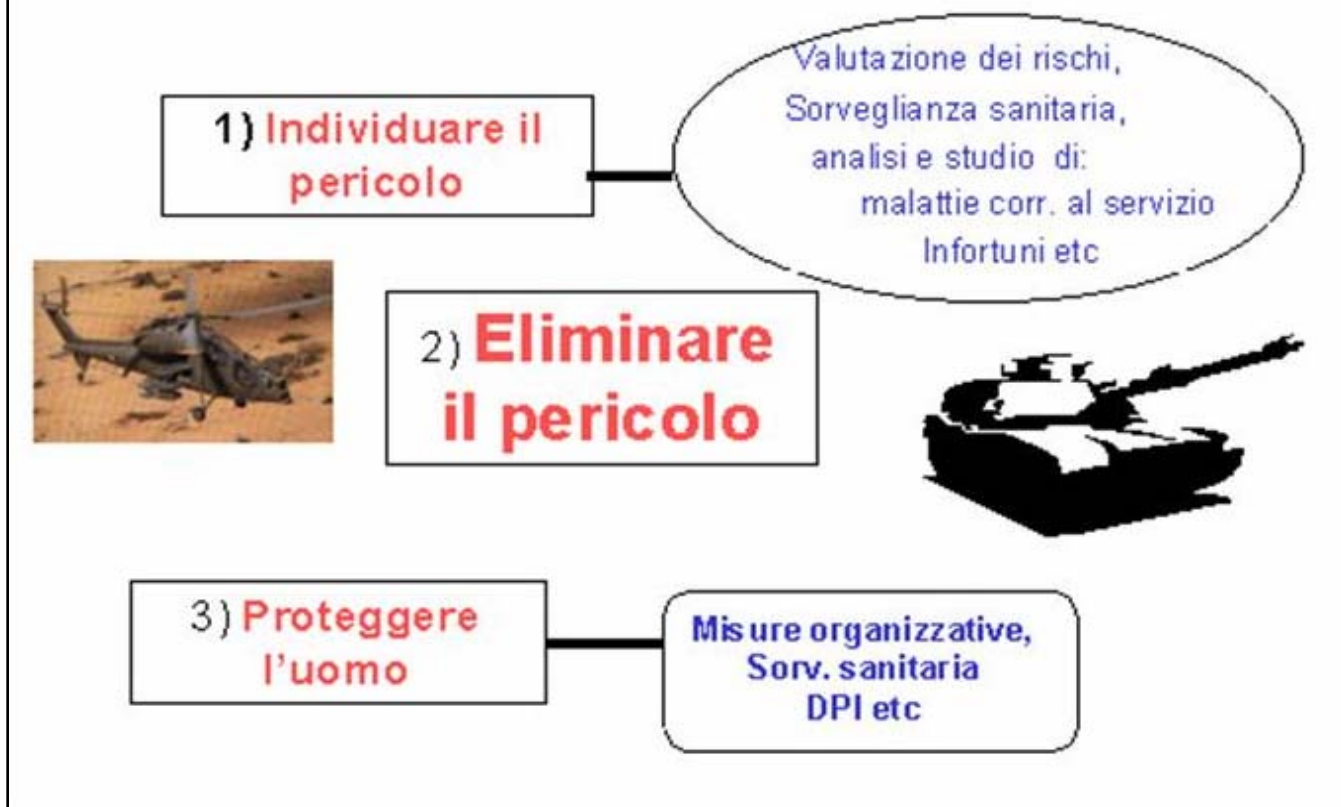 1) Individuare il
pericolo
Valutazione dei rischi,
Sorveglianza sanitaria,
analisi e studio di:
malattie corr. al servizio
Infortuni etc
2) Eliminare
il pericolo
3) Proteggere
l'uomo
Misure organizzative,
Sorv. sanitaria
DPI etc